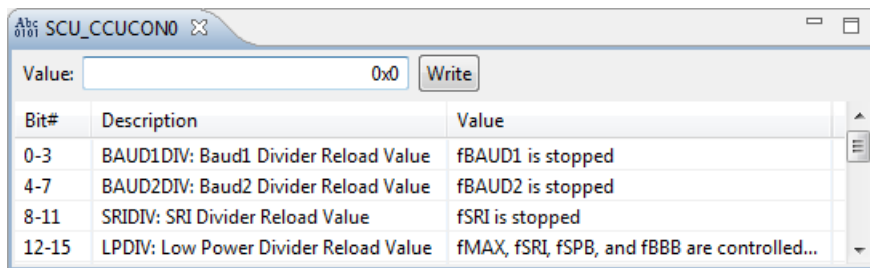 Abc 0101 SCU_CCUCON0
Value: 0x0 Write
Bit# Description Value
0-3 BAUD1DIV: Baud1 Divider Reload Value fBAUD1 is stopped
4-7 BAUD2DIV: Baud2 Divider Reload Value fBAUD2 is stopped
8-11 SRIDIV: SRI Divider Reload Value fSRI is stopped
12-15 LPDIV: Low Power Divider Reload Value fMAX, fSRI, fSPB, and fBBB are controlled...